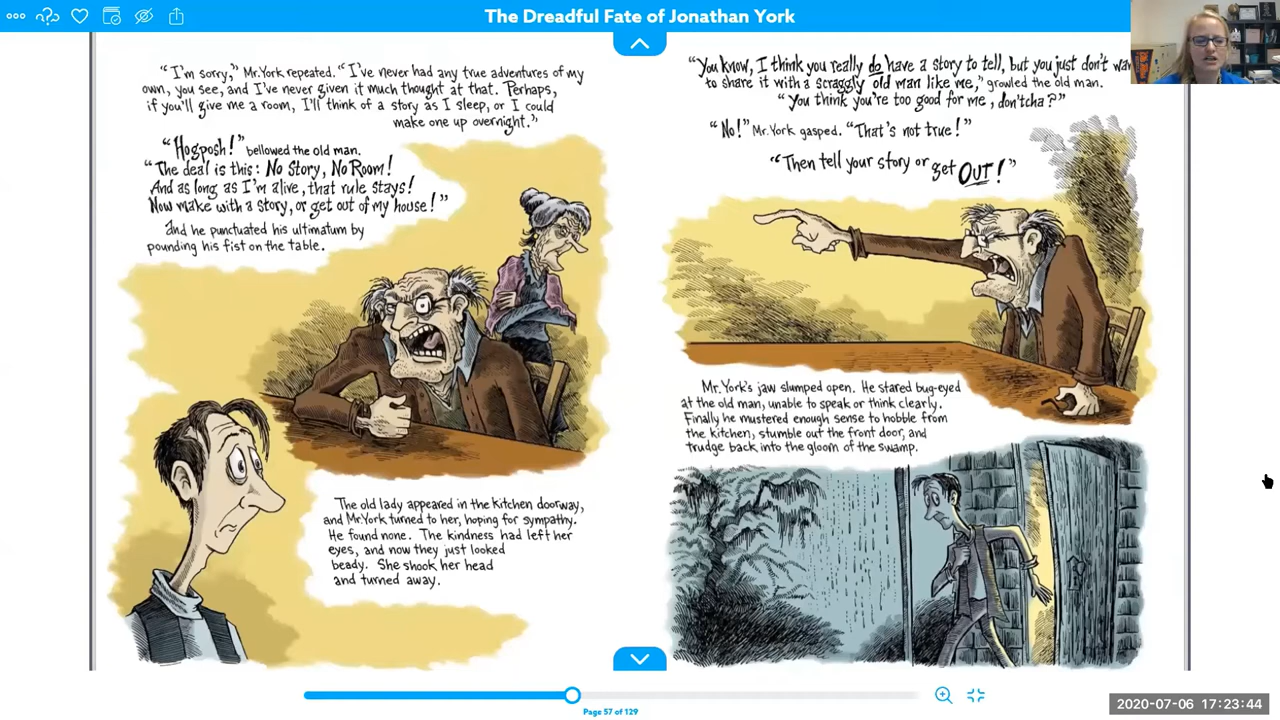 The Dreadful Fate of Jonathan York
"I'm sorry," Mr. York repeated. "I've never had any true adventures of my
own, you see, and I've never given it much thought at that. Perhaps,
if you'll give me a room, I'll think of a story as I sleep, or I could
make one up overnight."
"Hogposh!" bellowed the old man.
"The deal is this: No Story, No Room!
And as long as I'm alive, that rule stays!
Now make with a story, or get out of my house!"
And he punctuated his ultimatum by
pounding his fist on the table.
The old lady appeared in the kitchen doorway,
and Mr. York turned to her, hoping for sympathy.
He found none. The kindness had left her
eyes, and now they just looked
beady. She shook her head
and turned away.
"You know, I think you really do have a story to tell, but you just don't
to share it with a scraggly old man like me," growled the old man.
"You think you're too good for me, don'tcha?"
"No!" Mr. York gasped. "That's not true!"
"Then tell your story or get OUT!"
Mr. York's jaw slumped open. He stared bug-eyed
at the old man, unable to speak or think clearly.
Finally he mustered enough sense to hobble from
the kitchen, stumble out the front door, and
trudge back into the gloom of the swamp.
Page 57 of 129
2020-07-06 17:23:44